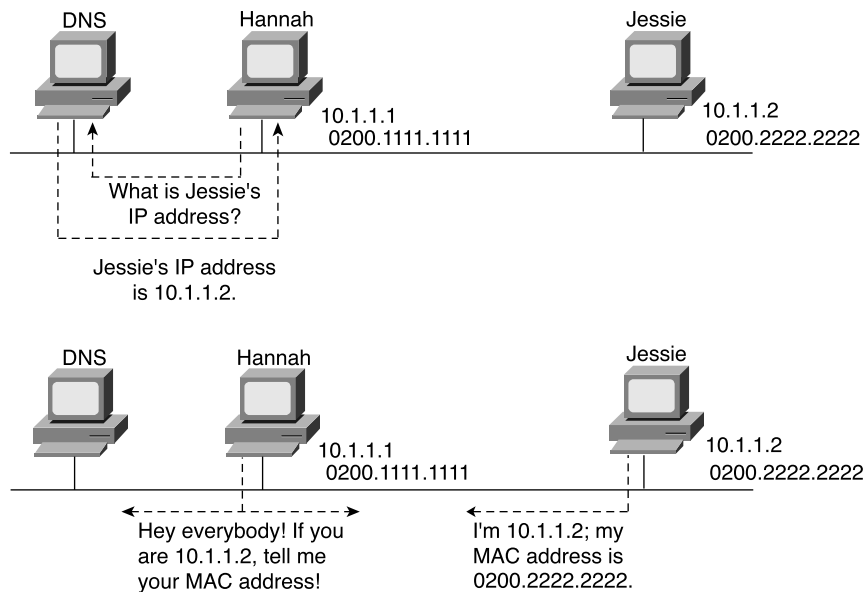 DNS
Hannah
Jessie
10.1.1.1
0200.1111.1111
10.1.1.2
0200.2222.2222
What is Jessie's
IP address?
Jessie's IP address
is 10.1.1.2.
DNS
Hannah
Jessie
10.1.1.1
0200.1111.1111
10.1.1.2
0200.2222.2222
Hey everybody! If you
are 10.1.1.2, tell me
your MAC address!
I'm 10.1.1.2; my
MAC address is
0200.2222.2222.